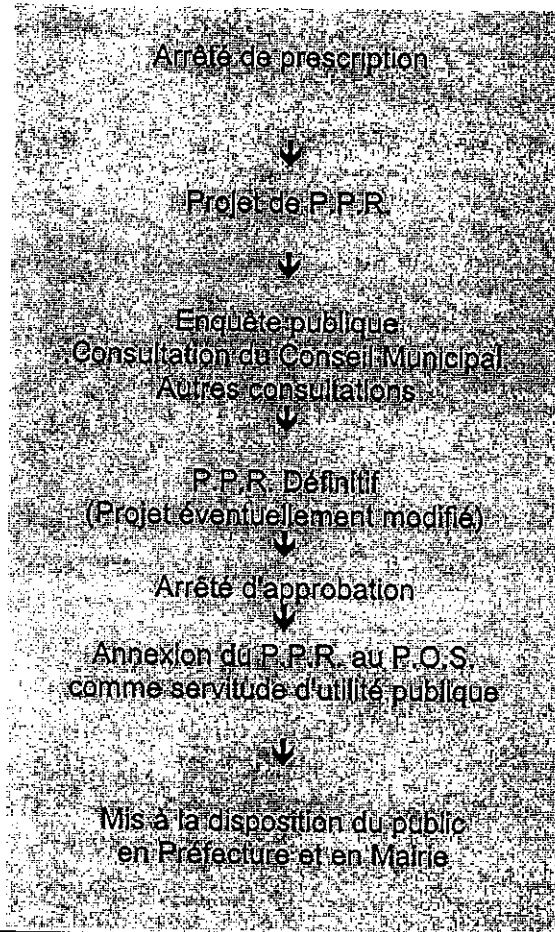 Arrêté de prescription
Projet de P.P.R.
Enquête publique
Consultation du Conseil Municipal
Autres consultations
P.P.R. Définitif
(Projet éventuellement modifié)
Arrêté d'approbation
Annexion du P.P.R. au P.O.S.
comme servitude d'utilité publique
Mis à la disposition du public
en Préfecture et en Mairie